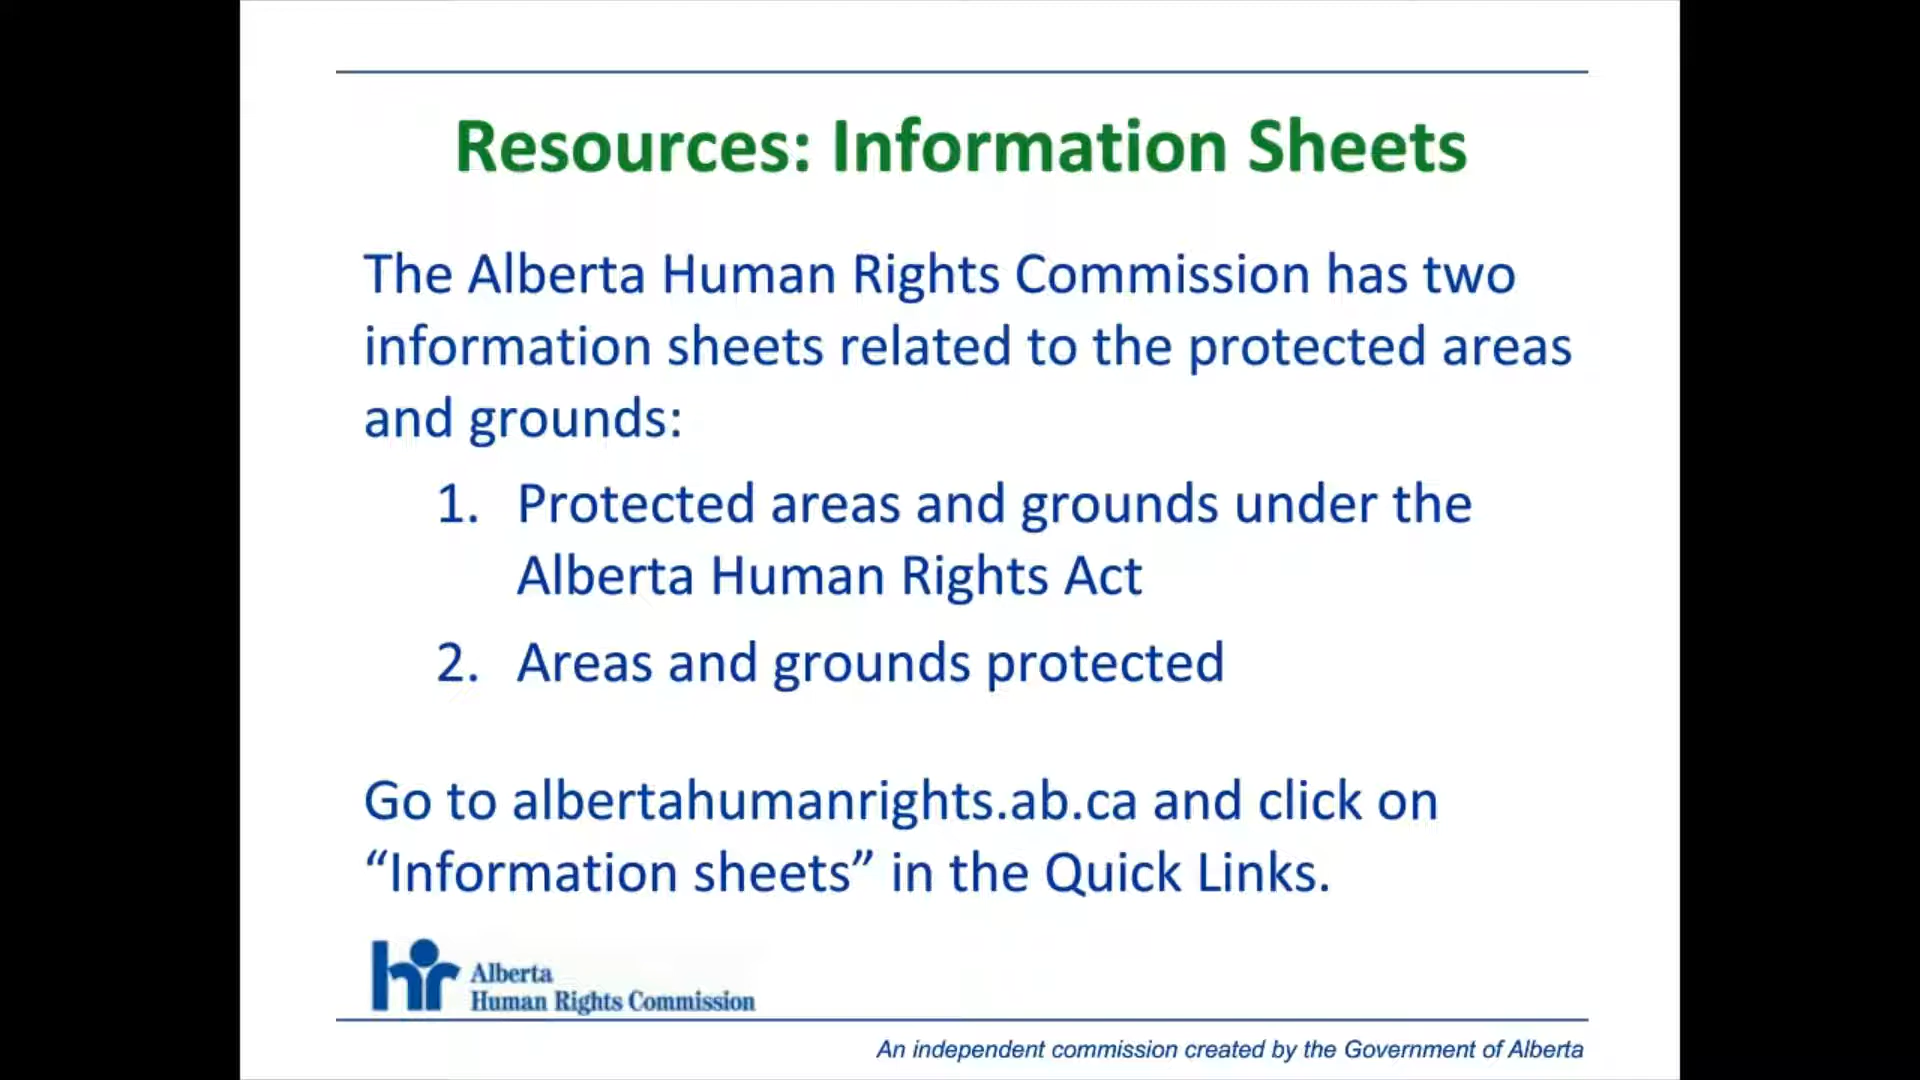 Resources: Information Sheets
The Alberta Human Rights Commission has two
information sheets related to the protected areas
and grounds:
1. Protected areas and grounds under the
Alberta Human Rights Act
2. Areas and grounds protected
Go to albertahumanrights.ab.ca and click on
“Information sheets” in the Quick Links.
hr Alberta
Human Rights Commission
An independent commission created by the Government of Alberta